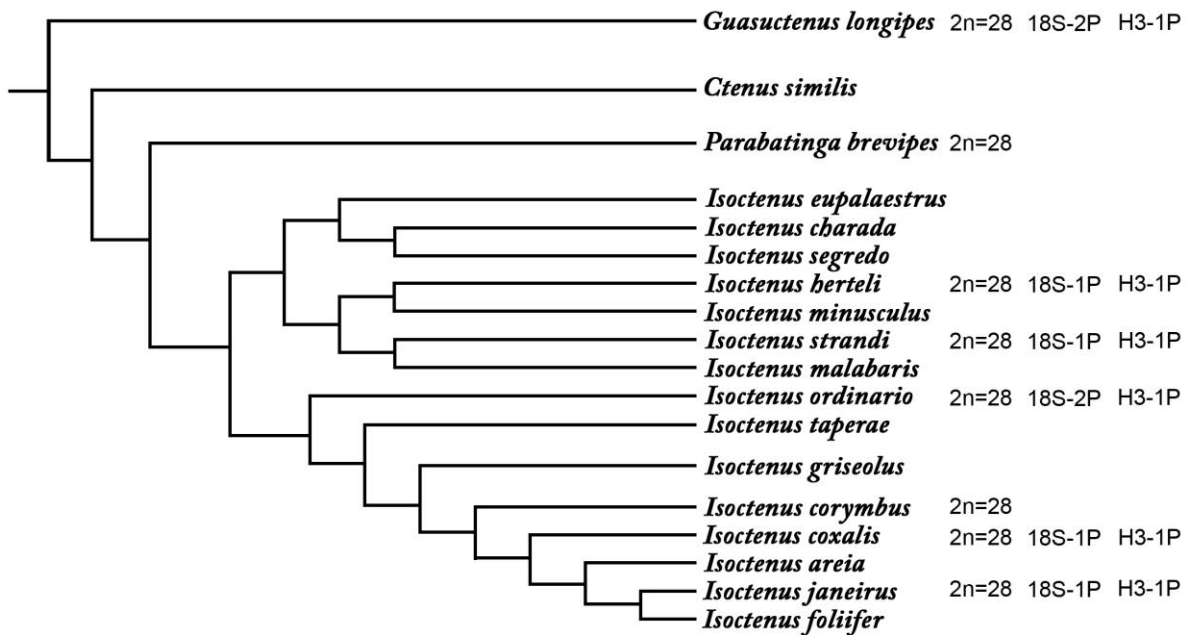 Guasuctenus longipes 2n=28 18S-2P H3-1P
Ctenus similis
Parabatinga brevipes 2n=28
Isoctenus eupalaestrus
Isoctenus charada
Isoctenus segredo
Isoctenus herteli 2n=28 18S-1P H3-1P
Isoctenus minusculus
Isoctenus strandi 2n=28 18S-1P H3-1P
Isoctenus malabaris
Isoctenus ordinario 2n=28 18S-2P H3-1P
Isoctenus taperae
Isoctenus griseolus
Isoctenus corymbus 2n=28
Isoctenus coxalis 2n=28 18S-1P H3-1P
Isoctenus areia
Isoctenus janeirus 2n=28 18S-1P H3-1P
Isoctenus foliifer